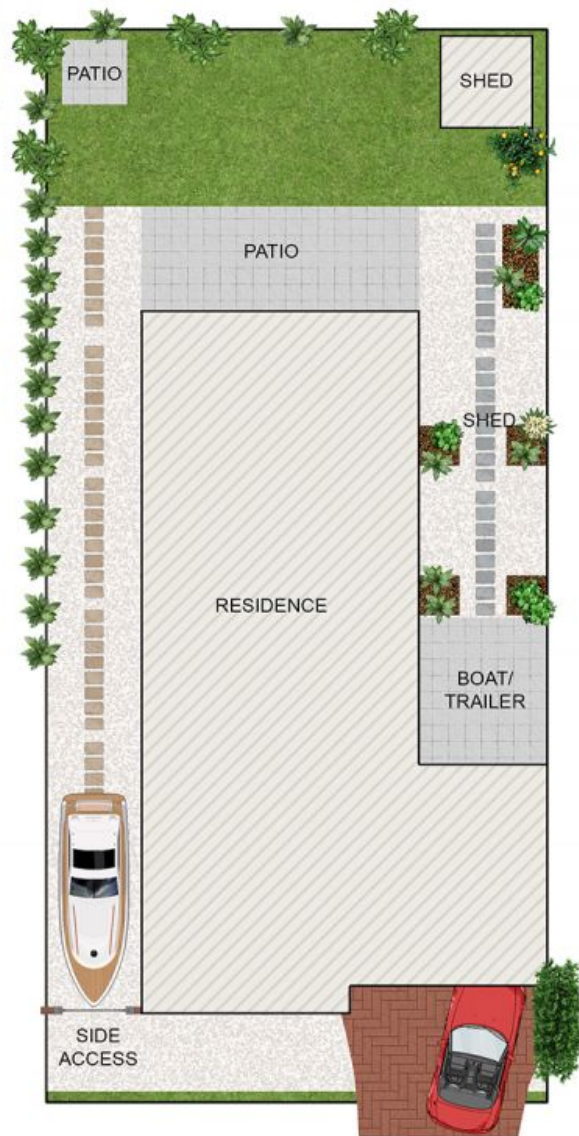 PATIO
SHED
PATIO
SHED
RESIDENCE
BOAT/
TRAILER
SIDE
ACCESS